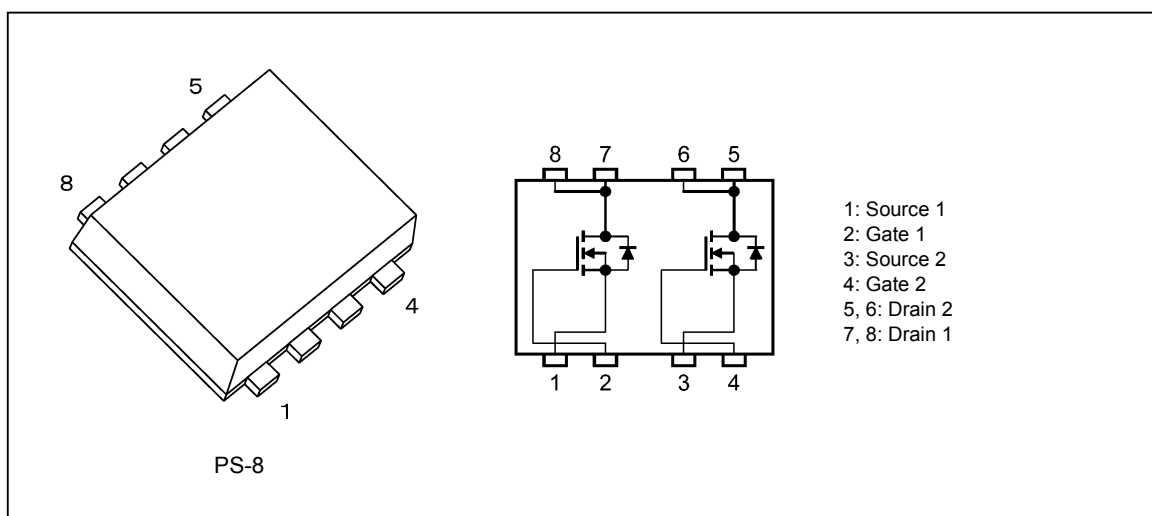 5
8
4
1
PS-8
8 7 6 5
1 2 3 4
1: Source 1
2: Gate 1
3: Source 2
4: Gate 2
5, 6: Drain 2
7, 8: Drain 1